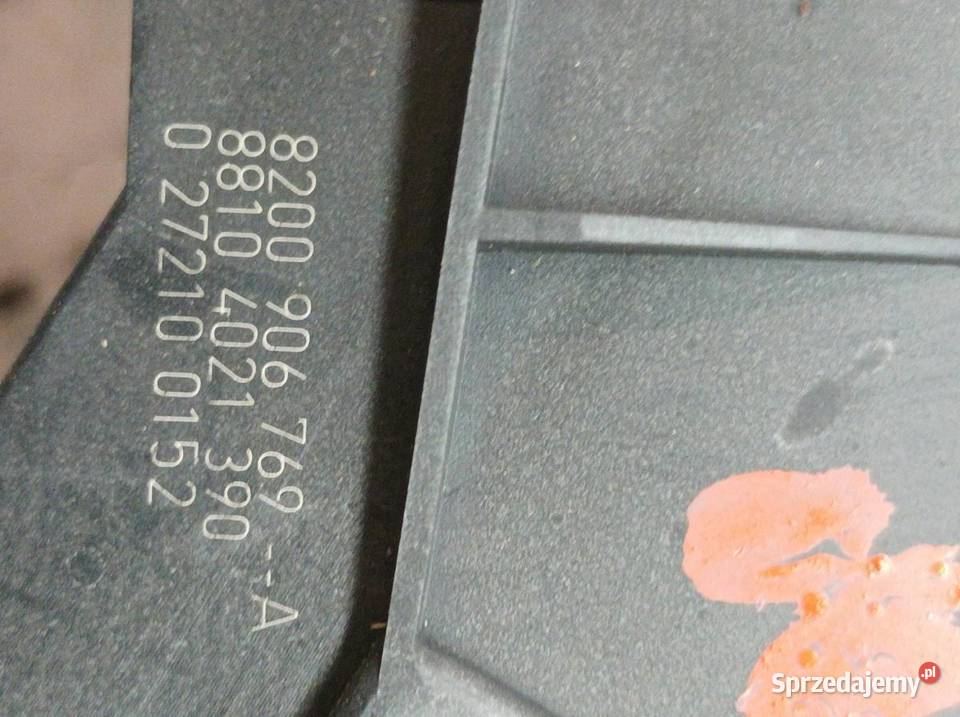 8200 906 769 --A
8810 4021 390
0 27210 0152
Sprzedajemy.pl